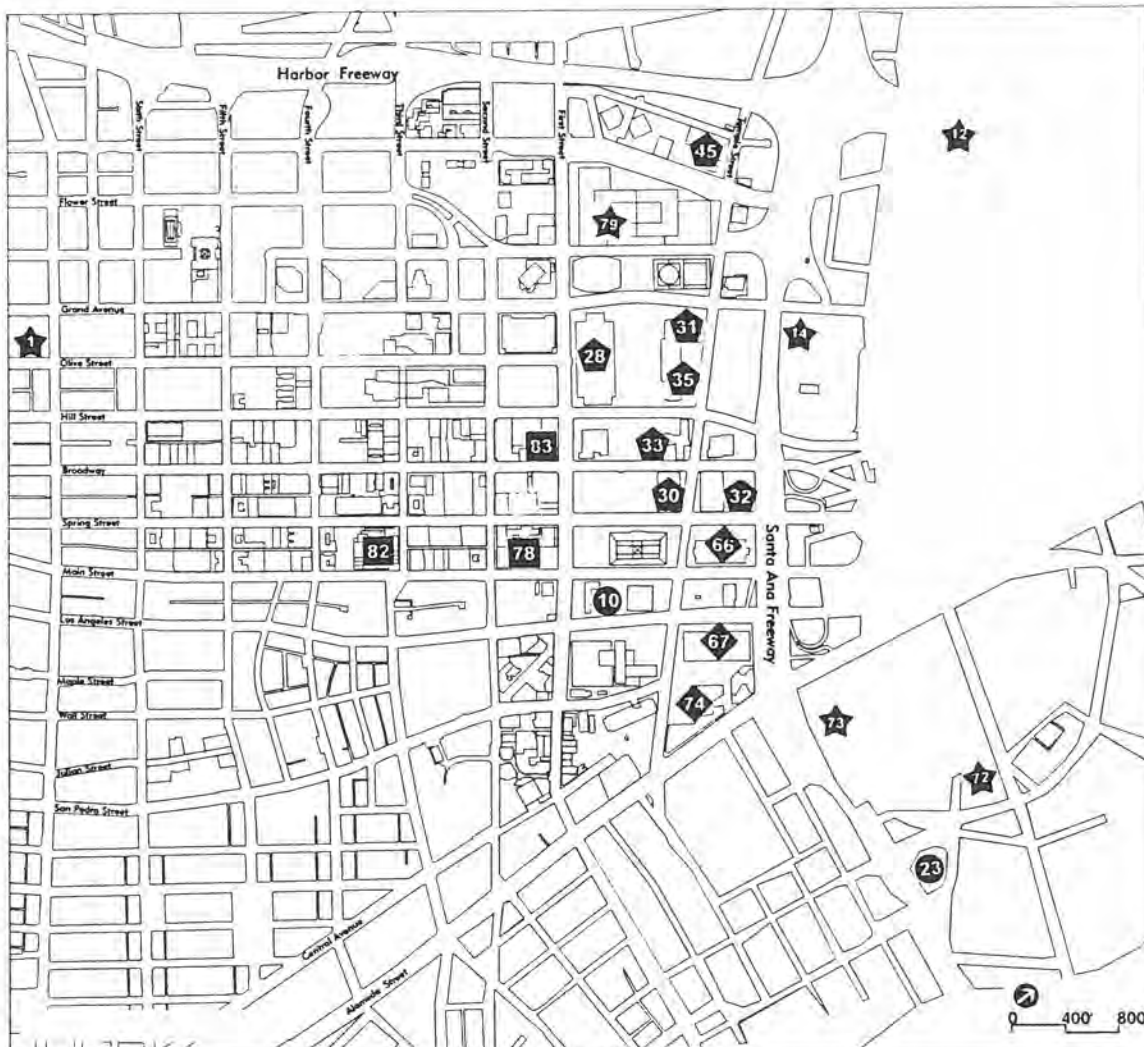 Harbor Freeway
Sixth Street
Fifth Street
Fourth Street
Third Street
Second Street
First Street
Temple Street
12
45
Flower Street
79
Grand Avenue
1
31
14
28
Olive Street
35
Hill Street
83
33
Broadway
30
32
Spring Street
82
78
66
Santa Ana Freeway
Main Street
10
Los Angeles Street
67
Maple Street
74
Wall Street
73
Julian Street
72
San Pedro Street
23
Central Avenue
Alameda Street
0 400' 800